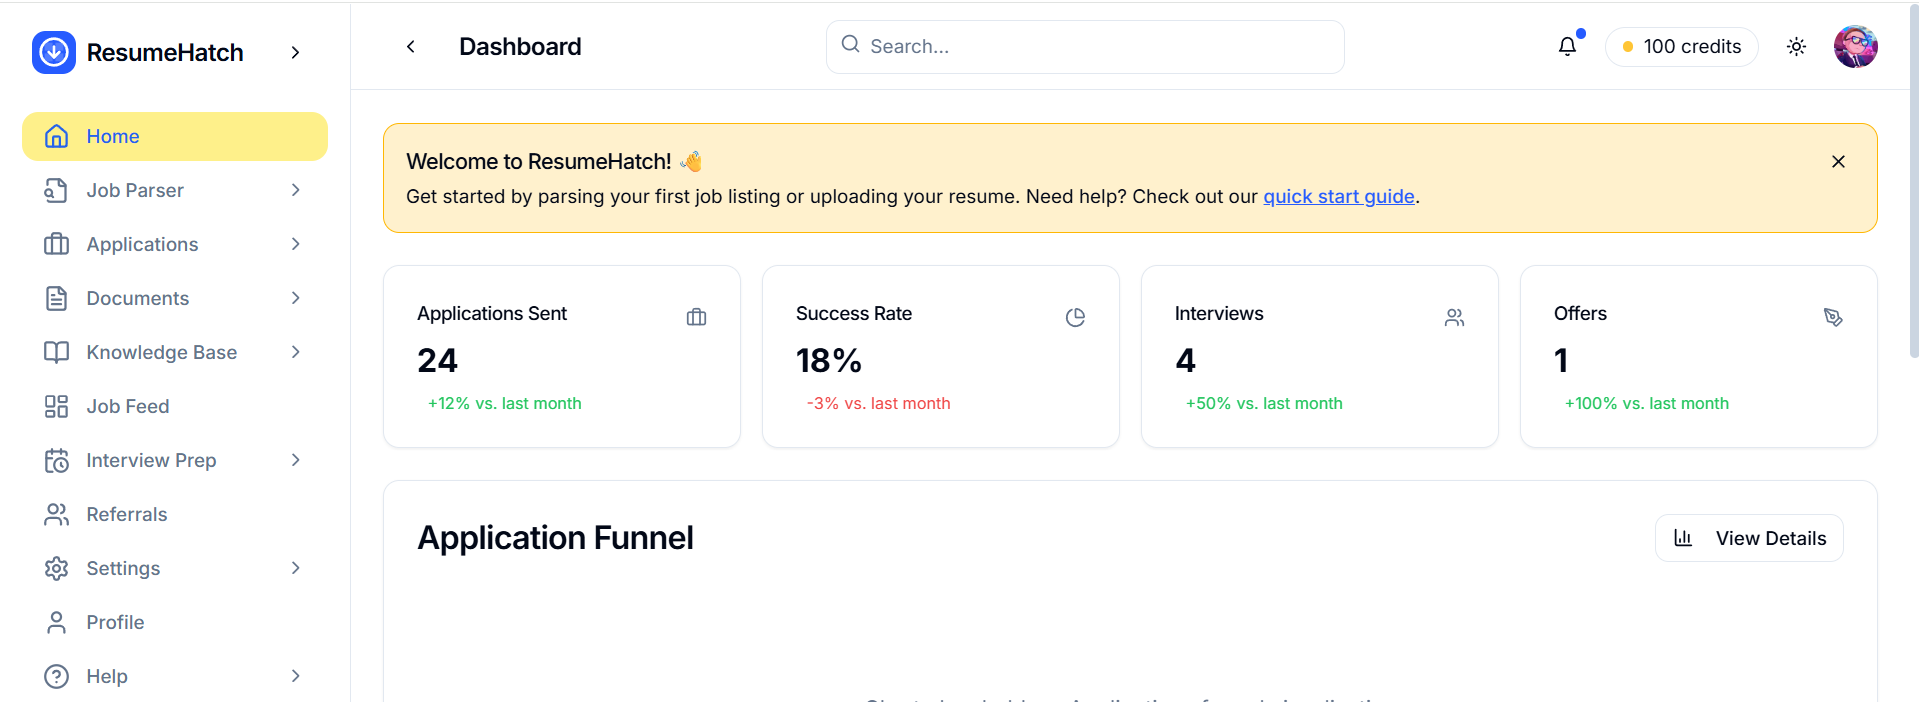 ResumeHatch
Home
Job Parser
Applications
Documents
Knowledge Base
Job Feed
Interview Prep
Referrals
Settings
Profile
Help
Dashboard
Search...
100 credits
Welcome to ResumeHatch! 👋
Get started by parsing your first job listing or uploading your resume. Need help? Check out our quick start guide.
Applications Sent
24
+12% vs. last month
Success Rate
18%
-3% vs. last month
Interviews
4
+50% vs. last month
Offers
1
+100% vs. last month
Application Funnel
View Details